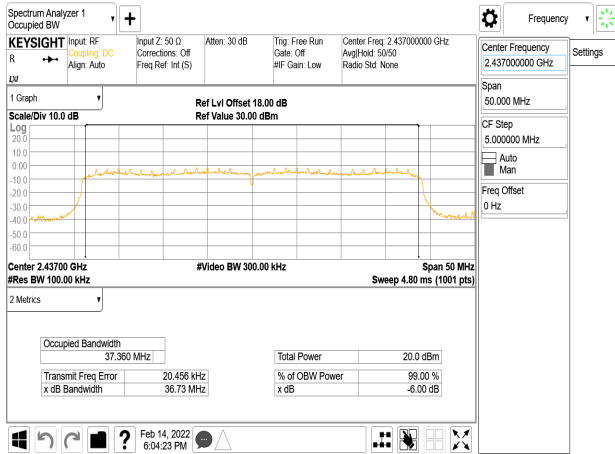 Spectrum Analyzer 1
Occupied BW
Frequency
KEYSIGHT
R
Input: RF
Coupling: DC
Align: Auto
Input Z: 50 Ω
Corrections: Off
Freq Ref: Int (S)
Atten: 30 dB
Trig: Free Run
Gate: Off
#IF Gain: Low
Center Freq: 2.437000000 GHz
Avg|Hold: 50/50
Radio Std: None
Center Frequency
2.437000000 GHz
Settings
Span
50.000 MHz
CF Step
5.000000 MHz
Auto
Man
Freq Offset
0 Hz
1 Graph
Scale/Div 10.0 dB
Ref Lvl Offset 18.00 dB
Ref Value 30.00 dBm
Log
20.0
10.0
0.00
-10.0
-20.0
-30.0
-40.0
-50.0
-60.0
Center 2.43700 GHz
#Video BW 300.00 kHz
Span 50 MHz
#Res BW 100.00 kHz
Sweep 4.80 ms (1001 pts)
2 Metrics
Occupied Bandwidth
37.360 MHz
Total Power 20.0 dBm
Transmit Freq Error 20.456 kHz
% of OBW Power 99.00 %
x dB Bandwidth 36.73 MHz
x dB -6.00 dB
Feb 14, 2022
6:04:23 PM